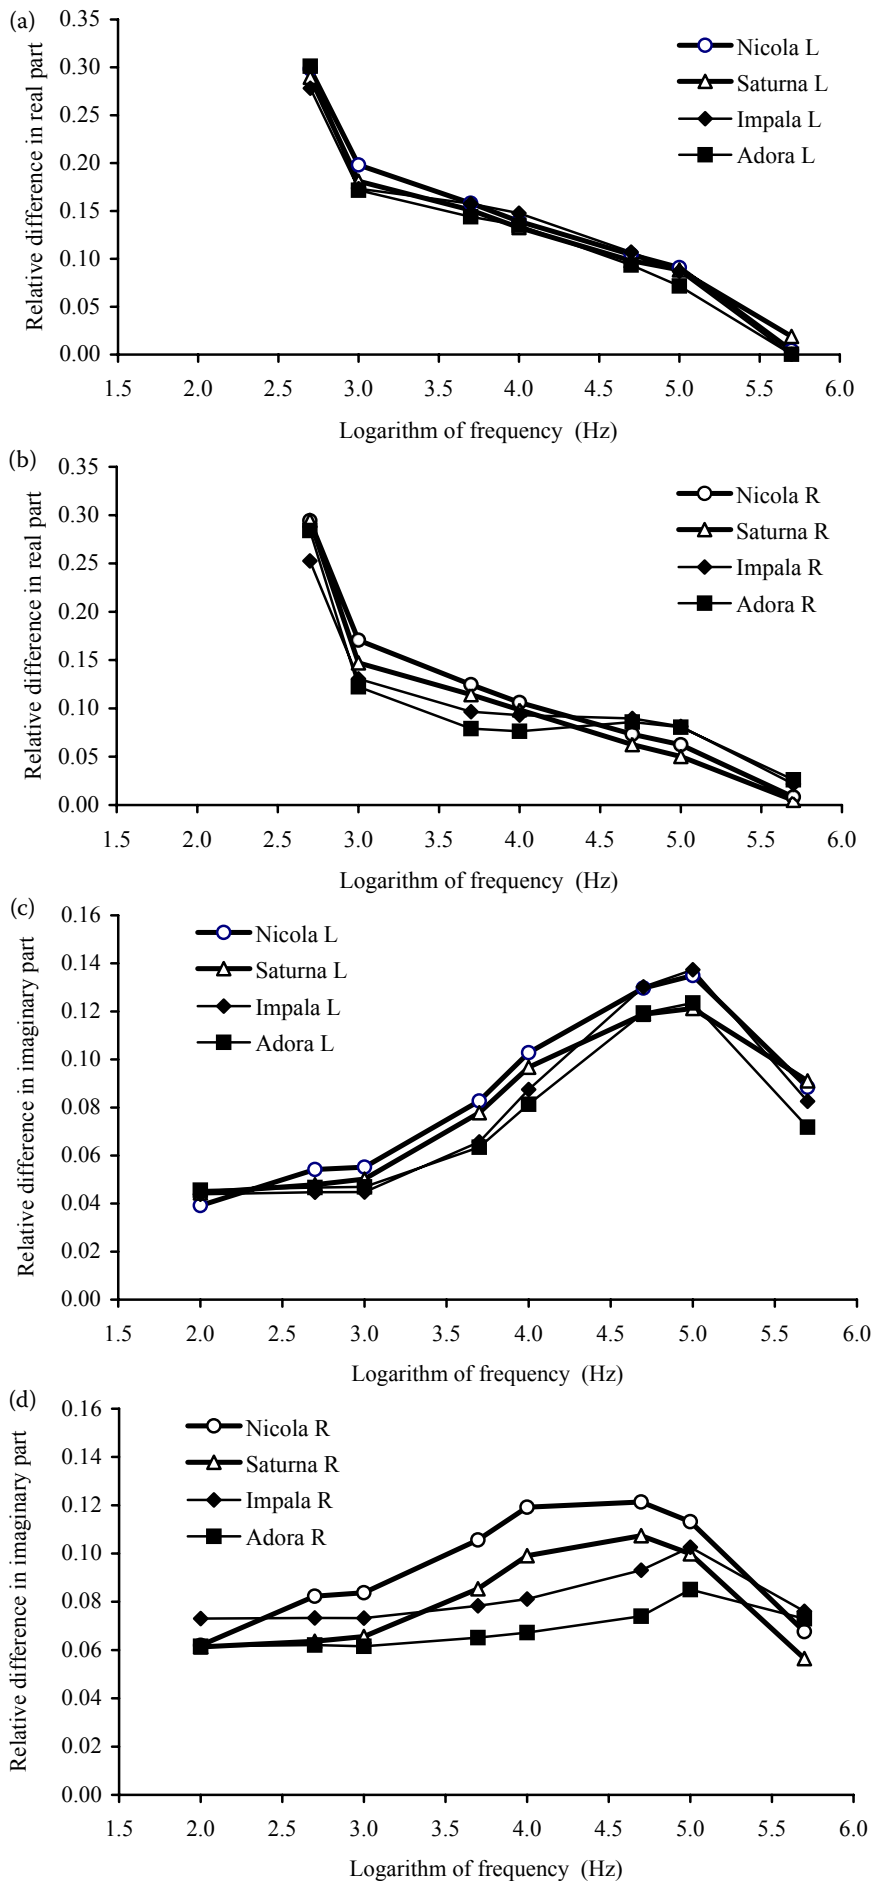 (a)
Relative difference in real part
0.35
0.30
0.25
0.20
0.15
0.10
0.05
0.00
Nicola L
Saturna L
Impala L
Adora L
1.5 2.0 2.5 3.0 3.5 4.0 4.5 5.0 5.5 6.0
Logarithm of frequency (Hz)
(b)
Relative difference in real part
0.35
0.30
0.25
0.20
0.15
0.10
0.05
0.00
Nicola R
Saturna R
Impala R
Adora R
1.5 2.0 2.5 3.0 3.5 4.0 4.5 5.0 5.5 6.0
Logarithm of frequency (Hz)
(c)
Relative difference in imaginary part
0.16
0.14
0.12
0.10
0.08
0.06
0.04
0.02
0.00
Nicola L
Saturna L
Impala L
Adora L
1.5 2.0 2.5 3.0 3.5 4.0 4.5 5.0 5.5 6.0
Logarithm of frequency (Hz)
(d)
Relative difference in imaginary part
0.16
0.14
0.12
0.10
0.08
0.06
0.04
0.02
0.00
Nicola R
Saturna R
Impala R
Adora R
1.5 2.0 2.5 3.0 3.5 4.0 4.5 5.0 5.5 6.0
Logarithm of frequency (Hz)